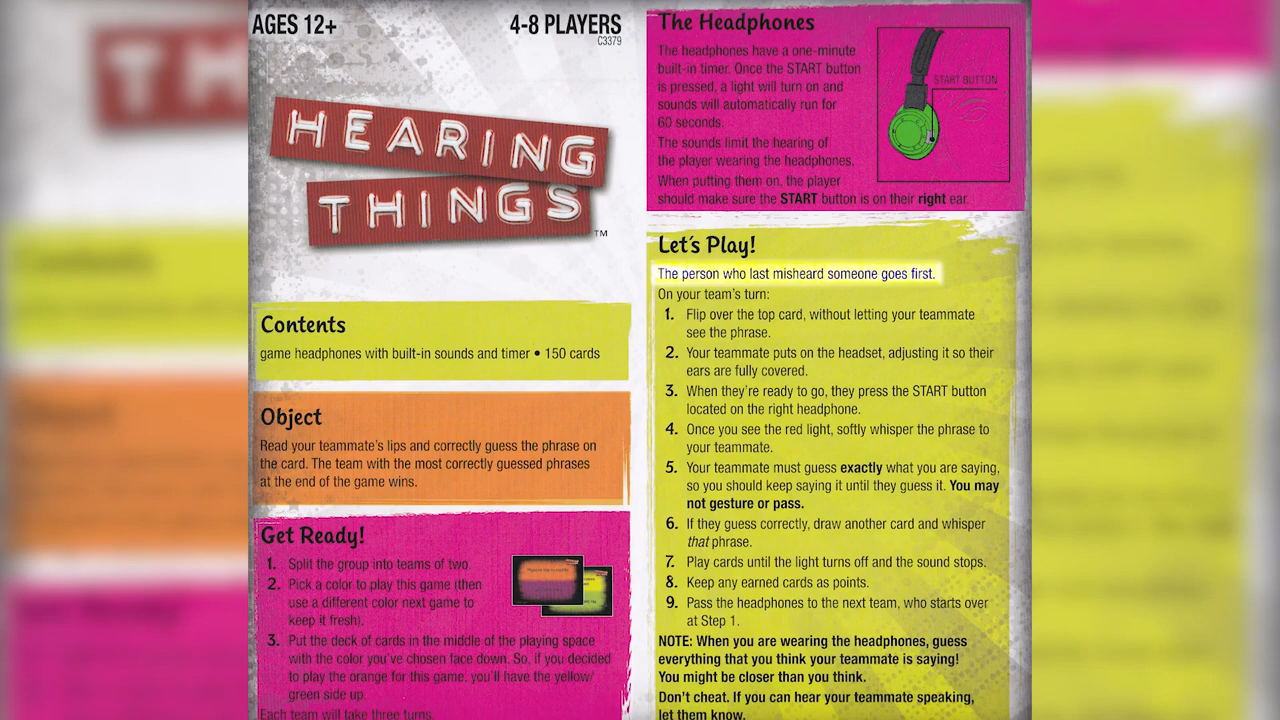 AGES 12+
4-8 PLAYERS
C3379
HEARING
THINGS™
Contents
game headphones with built-in sounds and timer • 150 cards
Object
Read your teammate's lips and correctly guess the phrase on
the card. The team with the most correctly guessed phrases
at the end of the game wins.
Get Ready!
1. Split the group into teams of two.
2. Pick a color to play this game (then
use a different color next game to
keep it fresh).
3. Put the deck of cards in the middle of the playing space
with the color you've chosen face down. So, if you decided
to play the orange for this game, you'll have the yellow/
green side up.
Each team will take three turns.
The Headphones
The headphones have a one-minute
built-in timer. Once the START button
is pressed, a light will turn on and
sounds will automatically run for
60 seconds.
The sounds limit the hearing of
the player wearing the headphones.
When putting them on, the player
should make sure the START button is on their right ear.
START BUTTON
Let's Play!
The person who last misheard someone goes first.
On your team's turn:
1. Flip over the top card, without letting your teammate
see the phrase.
2. Your teammate puts on the headset, adjusting it so their
ears are fully covered.
3. When they're ready to go, they press the START button
located on the right headphone.
4. Once you see the red light, softly whisper the phrase to
your teammate.
5. Your teammate must guess exactly what you are saying,
so you should keep saying it until they guess it. You may
not gesture or pass.
6. If they guess correctly, draw another card and whisper
that phrase.
7. Play cards until the light turns off and the sound stops.
8. Keep any earned cards as points.
9. Pass the headphones to the next team, who starts over
at Step 1.
NOTE: When you are wearing the headphones, guess
everything that you think your teammate is saying!
You might be closer than you think.
Don't cheat. If you can hear your teammate speaking,
let them know.